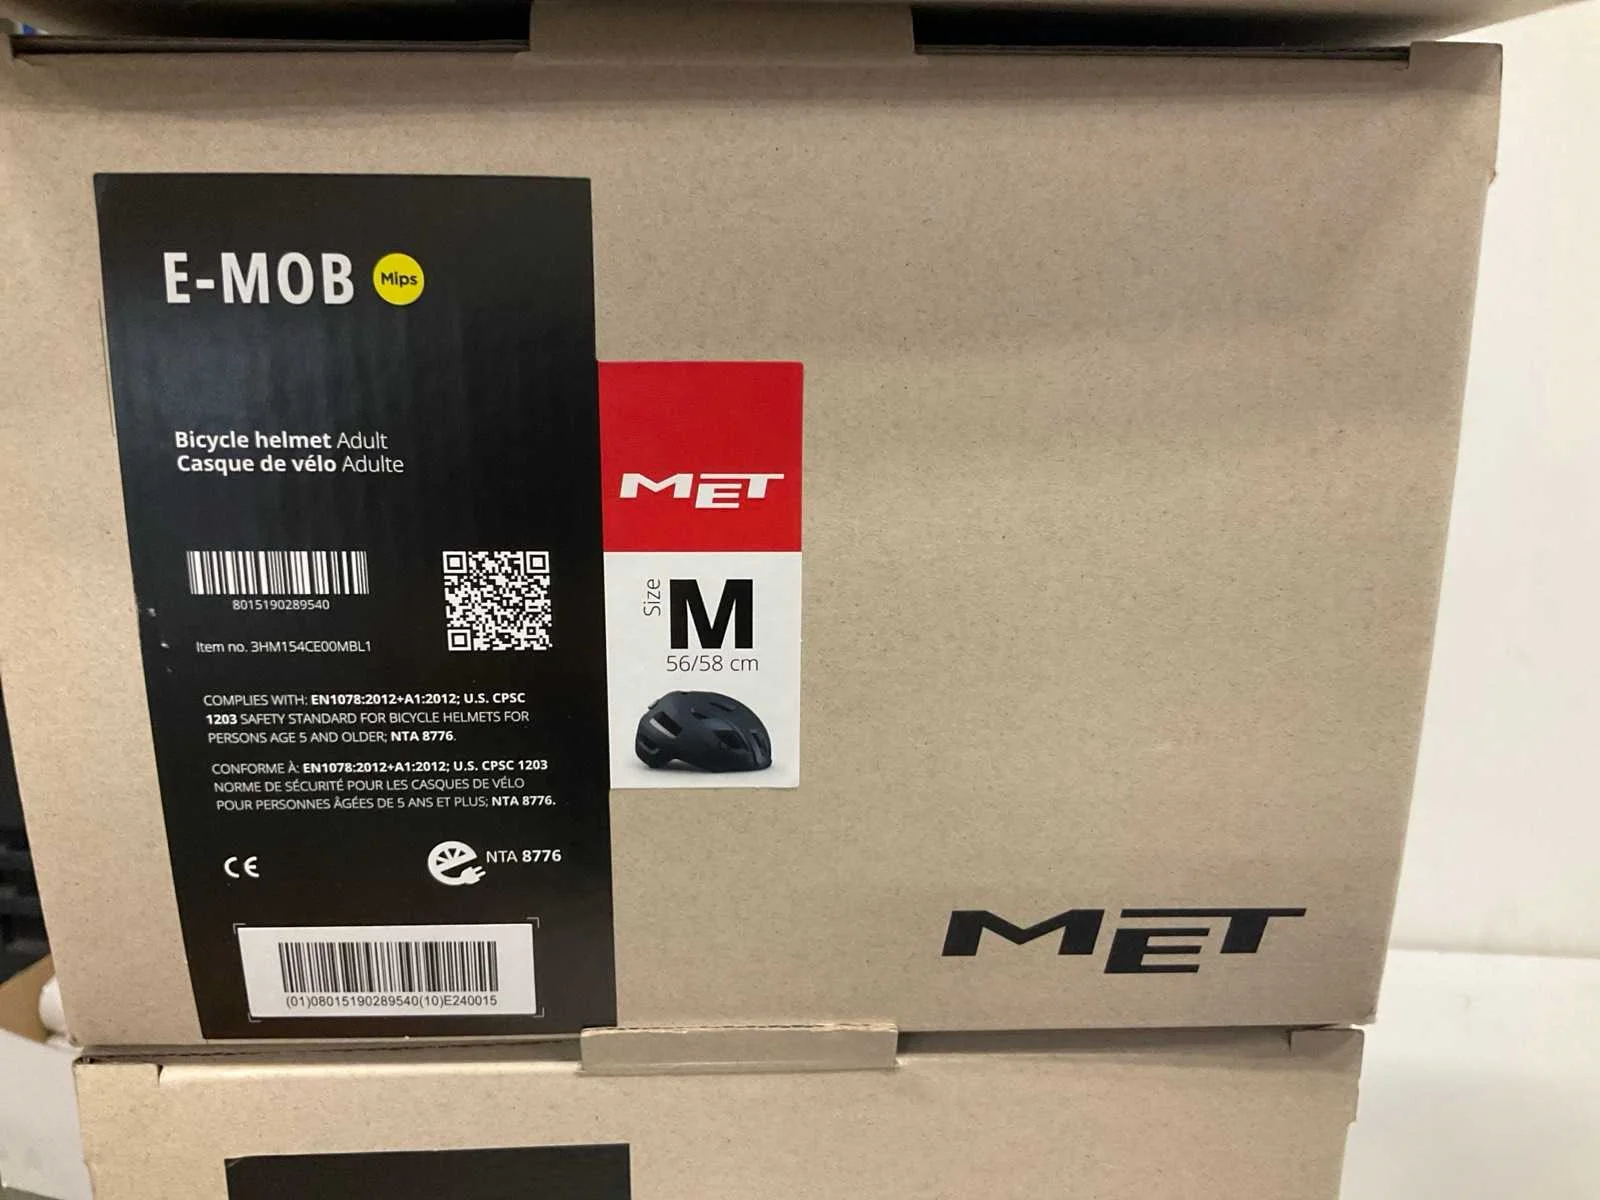 E-MOB Mips
Bicycle helmet Adult
Casque de vélo Adulte
8015190289540
Item no. 3HM154CE00MBL1
COMPLIES WITH: EN1078:2012+A1:2012; U.S. CPSC
1203 SAFETY STANDARD FOR BICYCLE HELMETS FOR
PERSONS AGE 5 AND OLDER; NTA 8776.
CONFORME À: EN1078:2012+A1:2012; U.S. CPSC 1203
NORME DE SÉCURITÉ POUR LES CASQUES DE VÉLO
POUR PERSONNES ÂGÉES DE 5 ANS ET PLUS; NTA 8776.
CE
NTA 8776
(01)08015190289540(10)E240015
MET
Size
M
56/58 cm
MET